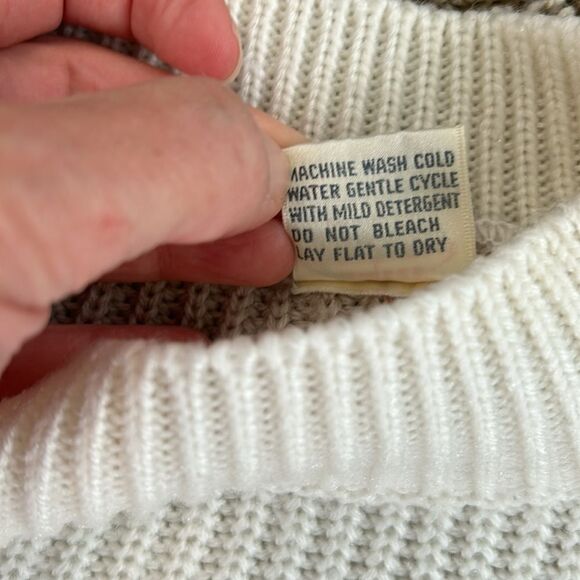 MACHINE WASH COLD
WATER GENTLE CYCLE
WITH MILD DETERGENT
DO NOT BLEACH
LAY FLAT TO DRY